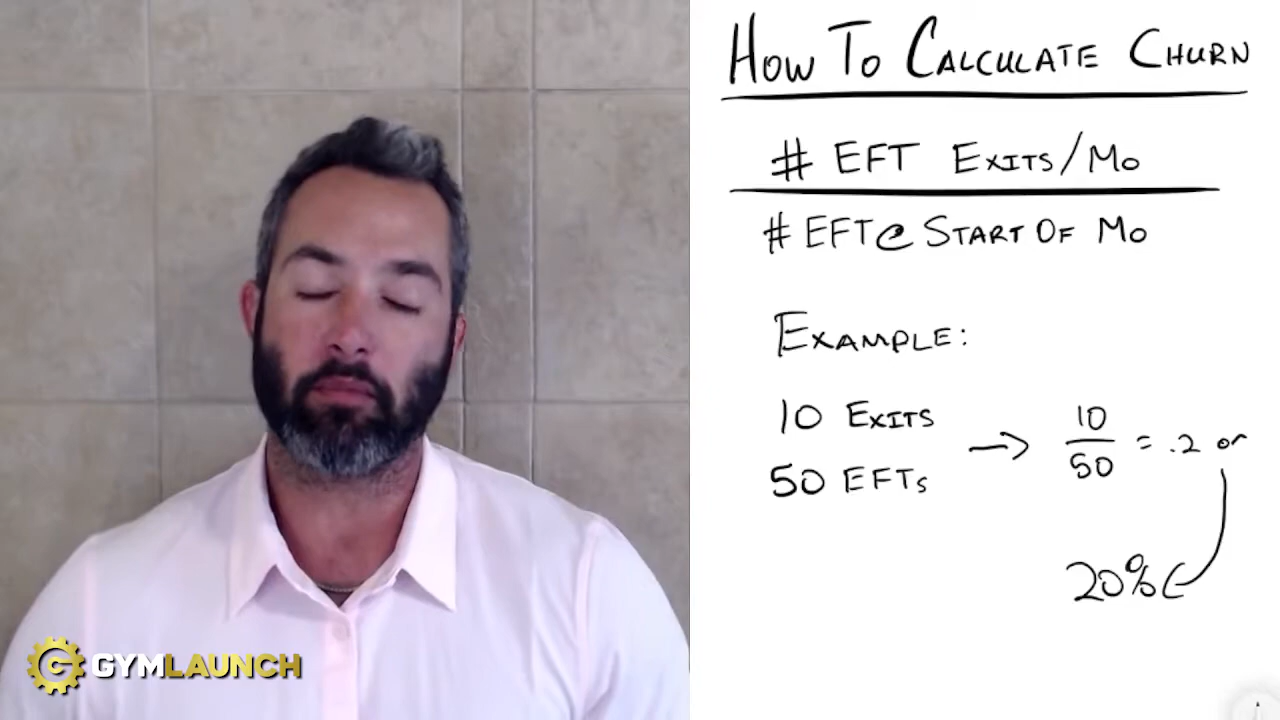 How To Calculate Churn
# EFT Exits/Mo
# EFT@ Start Of Mo
Example:
10 Exits
50 EFTs
→ 10/50 = .2 or
20%
GYMLAUNCH